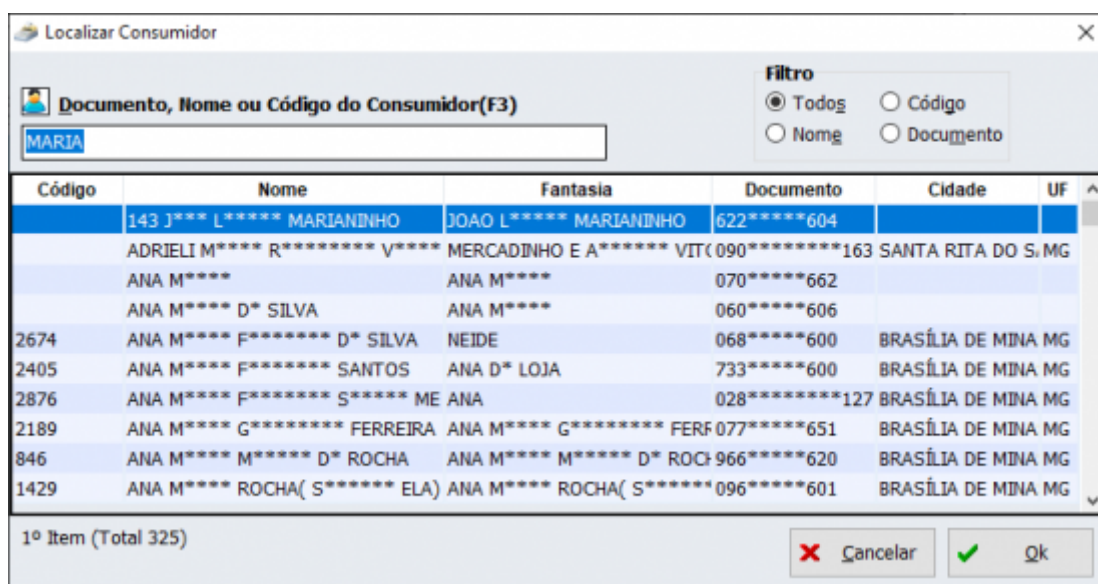 Localizar Consumidor
Filtro
Documento, Nome ou Código do Consumidor(F3)
Todos Código
Nome Documento
MARIA
Código Nome Fantasia Documento Cidade UF
143 J*** L***** MARIANINHO JOAO L***** MARIANINHO 622*****604
ADRIELI M**** R******** V**** MERCADINHO E A****** VITO 090********163 SANTA RITA DO SA MG
ANA M**** ANA M**** 070*****662
ANA M**** D* SILVA ANA M**** 060*****606
2674 ANA M**** F******* D* SILVA NEIDE 068*****600 BRASÍLIA DE MINA MG
2405 ANA M**** F******* SANTOS ANA D* LOJA 733*****600 BRASÍLIA DE MINA MG
2876 ANA M**** F******* S***** ME ANA 028********127 BRASÍLIA DE MINA MG
2189 ANA M**** G******** FERREIRA ANA M**** G******** FERR 077*****651 BRASÍLIA DE MINA MG
846 ANA M**** M***** D* ROCHA ANA M**** M***** D* ROCH 966*****620 BRASÍLIA DE MINA MG
1429 ANA M**** ROCHA( S****** ELA) ANA M**** ROCHA( S****** 096*****601 BRASÍLIA DE MINA MG
1º Item (Total 325)
Cancelar Ok